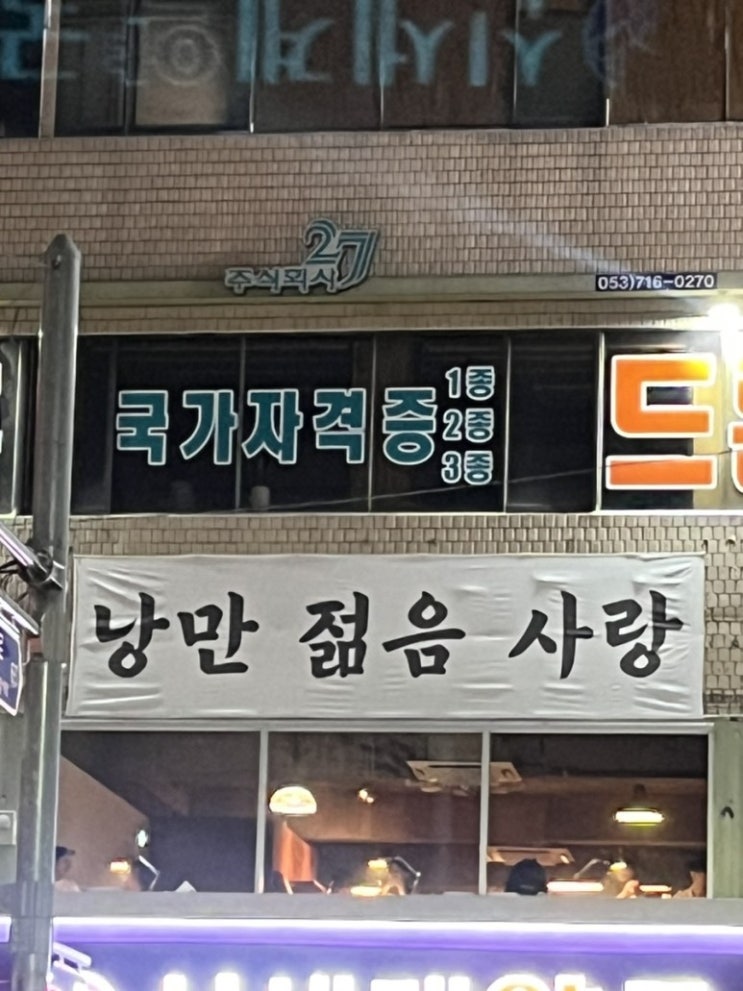 27
주식회사
053)716-0270
국가자격증
1종
2종
3종
드
낭만 젊음 사랑